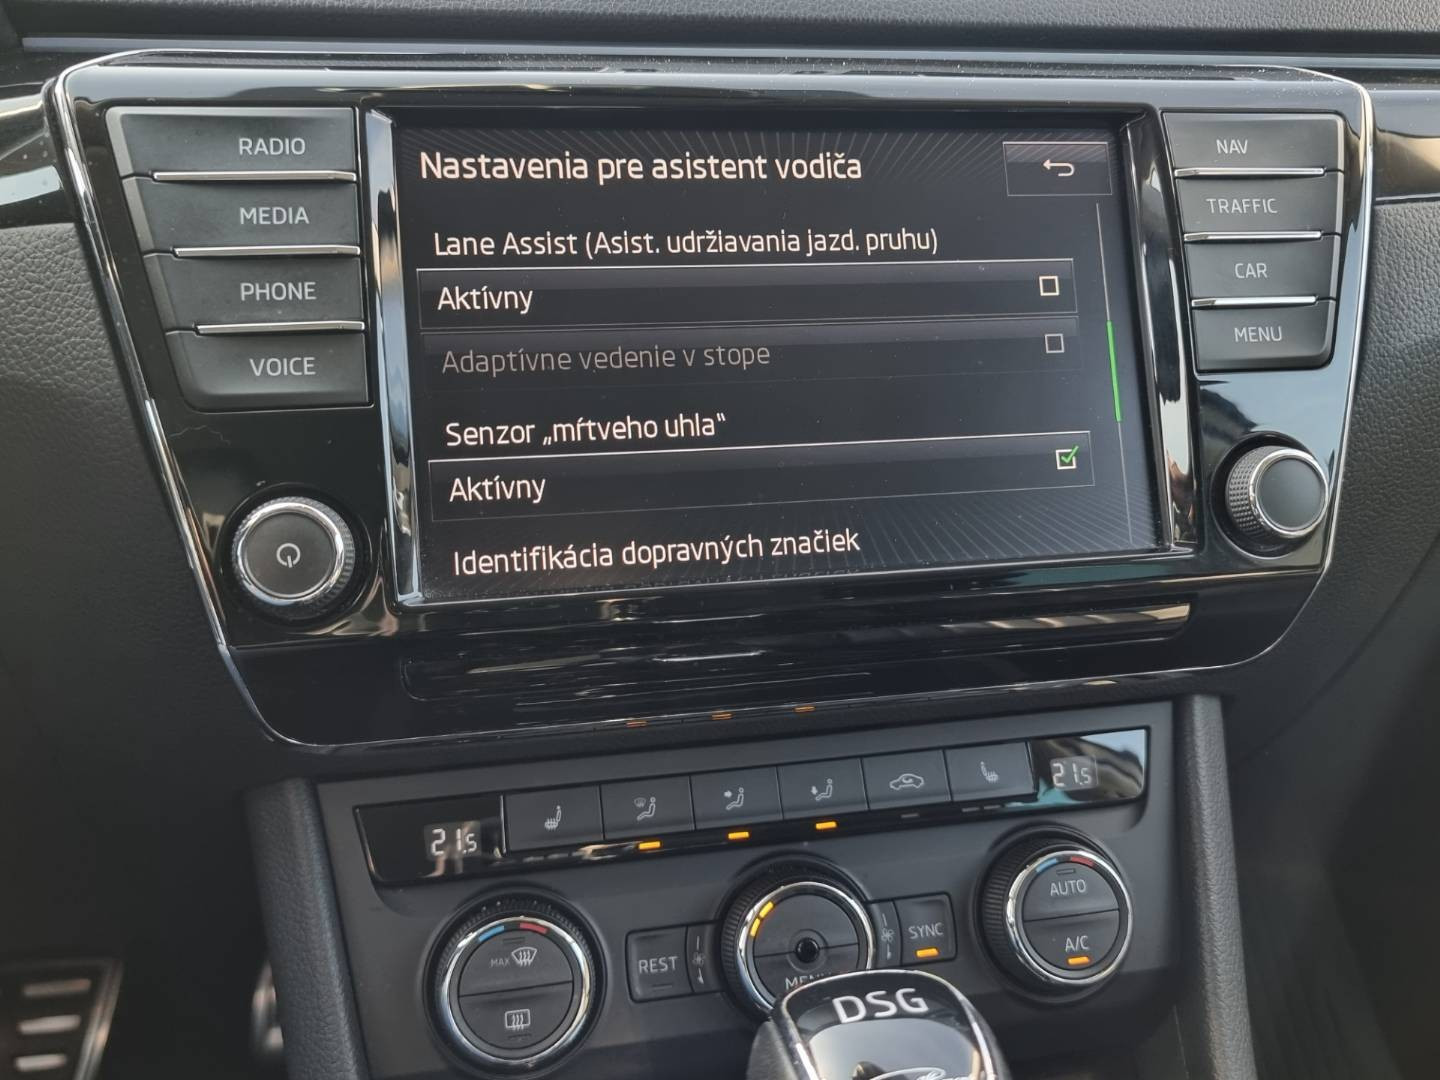 RADIO
MEDIA
PHONE
VOICE
Nastavenia pre asistent vodiča
Lane Assist (Asist. udržiavania jazd. pruhu)
Aktívny
Adaptívne vedenie v stope
Senzor „mŕtveho uhla“
Aktívny
Identifikácia dopravných značiek
NAV
TRAFFIC
CAR
MENU
21.5
21.5
MAX
REST
MENU
SYNC
AUTO
A/C
DSG